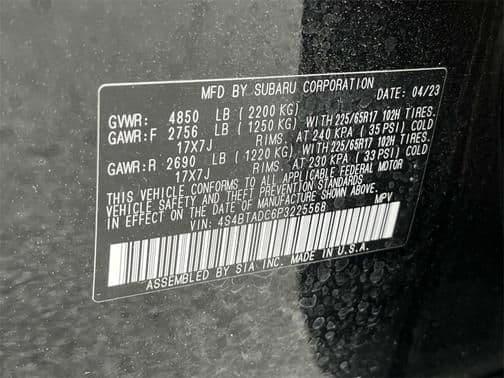 MFD BY SUBARU CORPORATION DATE: 04/23
GVWR: 4850 LB (2200 KG)
GAWR:F 2756 LB (1250 KG) WITH 225/65R17 102H TIRES,
17X7J RIMS, AT 240 KPA (35 PSI) COLD
GAWR:R 2690 LB (1220 KG) WITH 225/65R17 102H TIRES,
17X7J RIMS, AT 230 KPA (33 PSI) COLD
THIS VEHICLE CONFORMS TO ALL APPLICABLE FEDERAL MOTOR
VEHICLE SAFETY AND THEFT PREVENTION STANDARDS
IN EFFECT ON THE DATE OF MANUFACTURE SHOWN ABOVE.
VIN: 4S4BTADC6P3225568 MPV
ASSEMBLED BY SIA INC. MADE IN U.S.A.